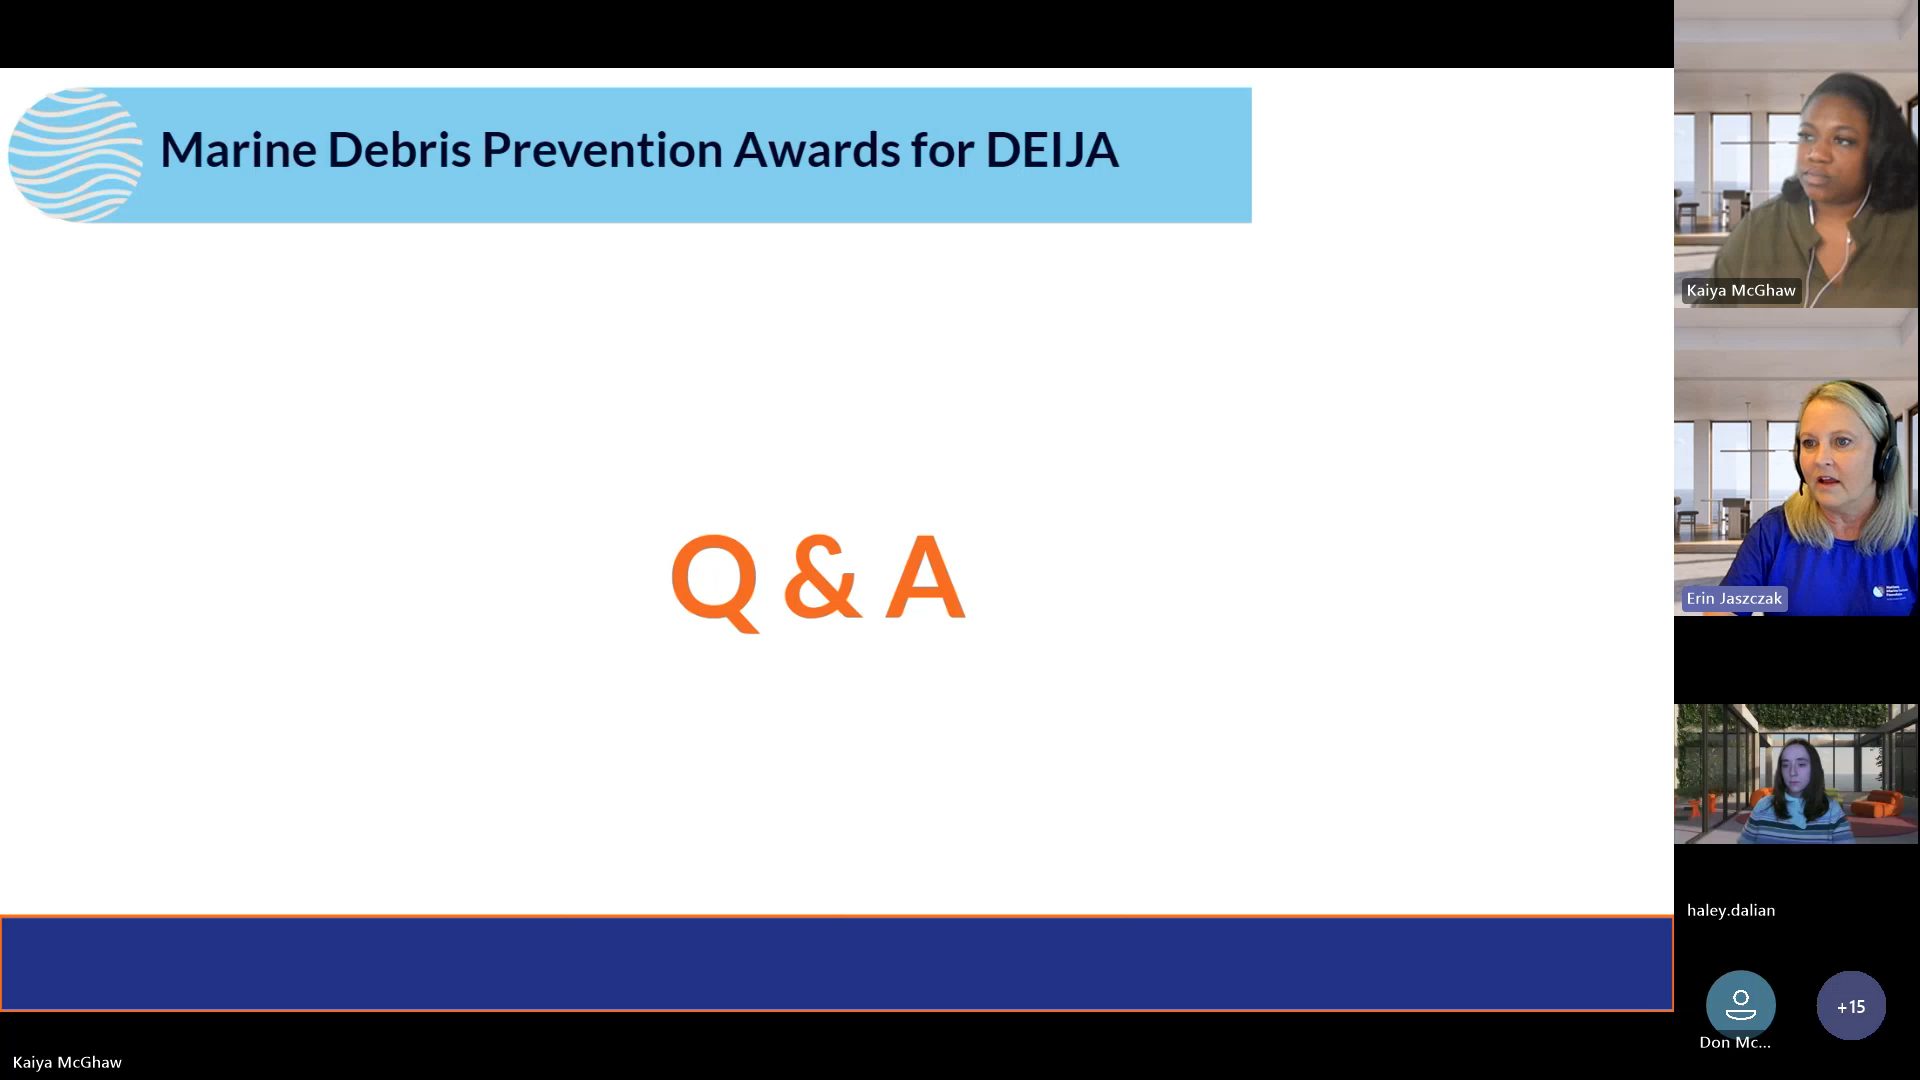 Marine Debris Prevention Awards for DEIJA
Q & A
Kaiya McGhaw
Kaiya McGhaw
Erin Jaszczak
haley.dalian
Don Mc...
+15